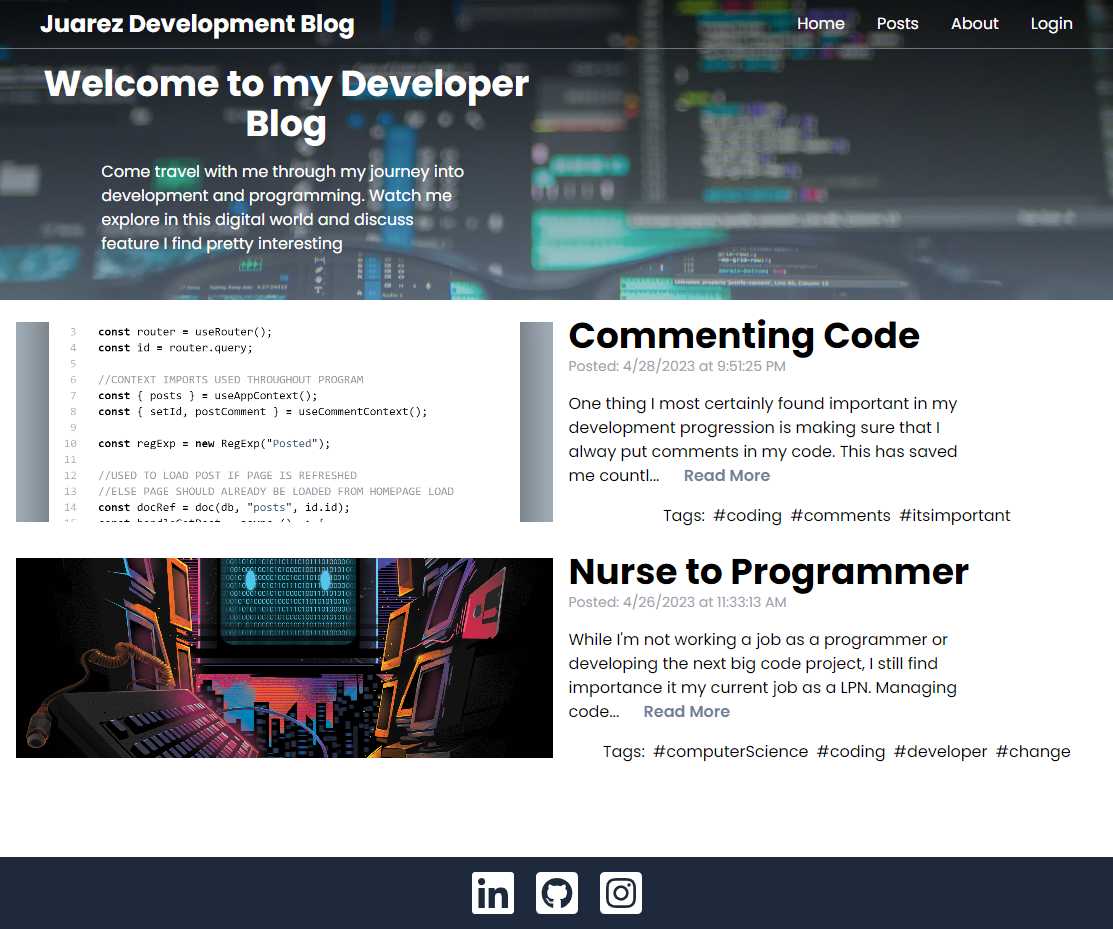 Juarez Development Blog
Home Posts About Login
Welcome to my Developer
Blog
Come travel with me through my journey into
development and programming. Watch me
explore in this digital world and discuss
feature I find pretty interesting
3 const router = useRouter();
4 const id = router.query;
5
6 //CONTEXT IMPORTS USED THROUGHOUT PROGRAM
7 const { posts } = useAppContext();
8 const { setId, postComment } = useCommentContext();
9
10 const regExp = new RegExp("Posted");
11
12 //USED TO LOAD POST IF PAGE IS REFRESHED
13 //ELSE PAGE SHOULD ALREADY BE LOADED FROM HOMEPAGE LOAD
14 const docRef = doc(db, "posts", id.id);
Commenting Code
Posted: 4/28/2023 at 9:51:25 PM
One thing I most certainly found important in my
development progression is making sure that I
alway put comments in my code. This has saved
me countl... Read More
Tags: #coding #comments #itsimportant
Nurse to Programmer
Posted: 4/26/2023 at 11:33:13 AM
While I'm not working a job as a programmer or
developing the next big code project, I still find
importance it my current job as a LPN. Managing
code... Read More
Tags: #computerScience #coding #developer #change
in